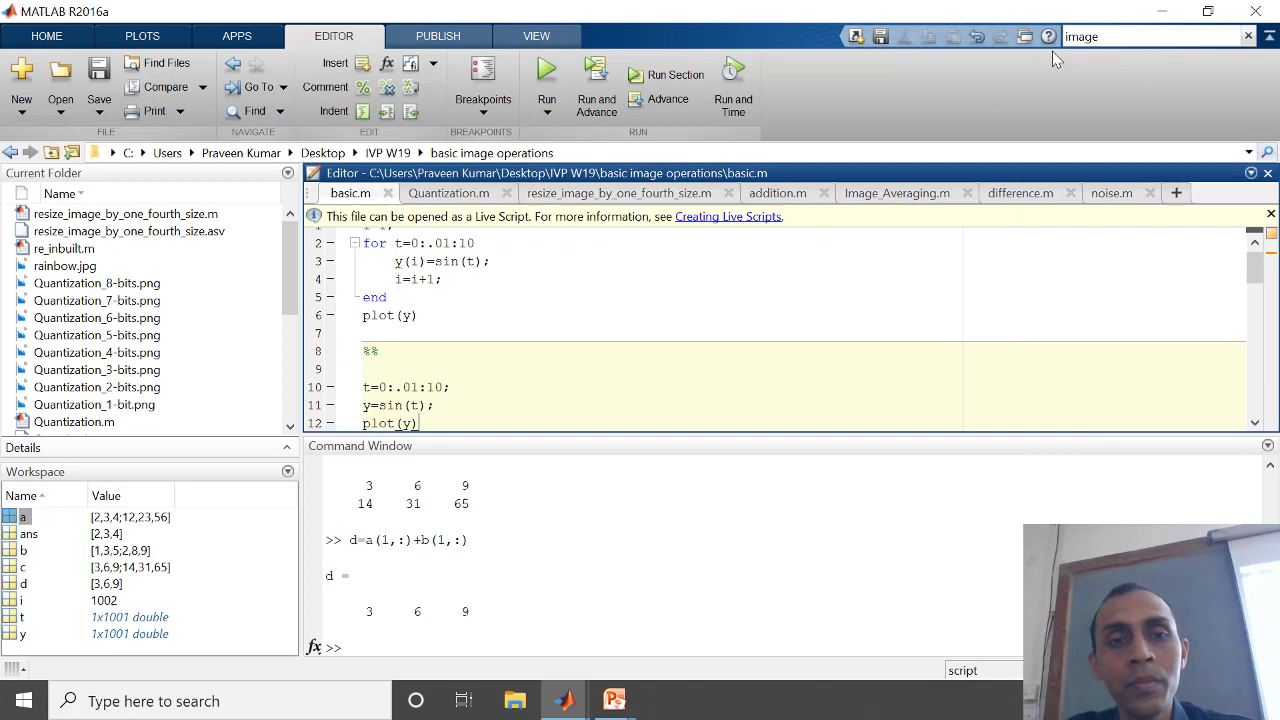 MATLAB R2016a
HOME PLOTS APPS EDITOR PUBLISH VIEW
image
Find Files
Insert fx
Run Section
Compare
Go To
Comment %
New Open Save
Breakpoints Run Run and Advance
Advance Run and Time
Print
Find
Indent
FILE NAVIGATE EDIT BREAKPOINTS RUN
C: Users Praveen Kumar Desktop IVP W19 basic image operations
Current Folder
Name
resize_image_by_one_fourth_size.m
resize_image_by_one_fourth_size.asv
re_inbuilt.m
rainbow.jpg
Quantization_8-bits.png
Quantization_7-bits.png
Quantization_6-bits.png
Quantization_5-bits.png
Quantization_4-bits.png
Quantization_3-bits.png
Quantization_2-bits.png
Quantization_1-bit.png
Quantization.m
Details
Workspace
Name Value
a [2,3,4;12,23,56]
ans [2,3,4]
b [1,3,5;2,8,9]
c [3,6,9;14,31,65]
d [3,6,9]
i 1002
t 1x1001 double
y 1x1001 double
Editor - C:\Users\Praveen Kumar\Desktop\IVP W19\basic image operations\basic.m
basic.m Quantization.m resize_image_by_one_fourth_size.m addition.m Image_Averaging.m difference.m noise.m
This file can be opened as a Live Script. For more information, see Creating Live Scripts.
2 for t=0:.01:10
3 y(i)=sin(t);
4 i=i+1;
5 end
6 plot(y)
7
8 %%
9
10 t=0:.01:10;
11 y=sin(t);
12 plot(y)
Command Window
3 6 9
14 31 65
>> d=a(1,:)+b(1,:)
d =
3 6 9
fx >>
script
Type here to search